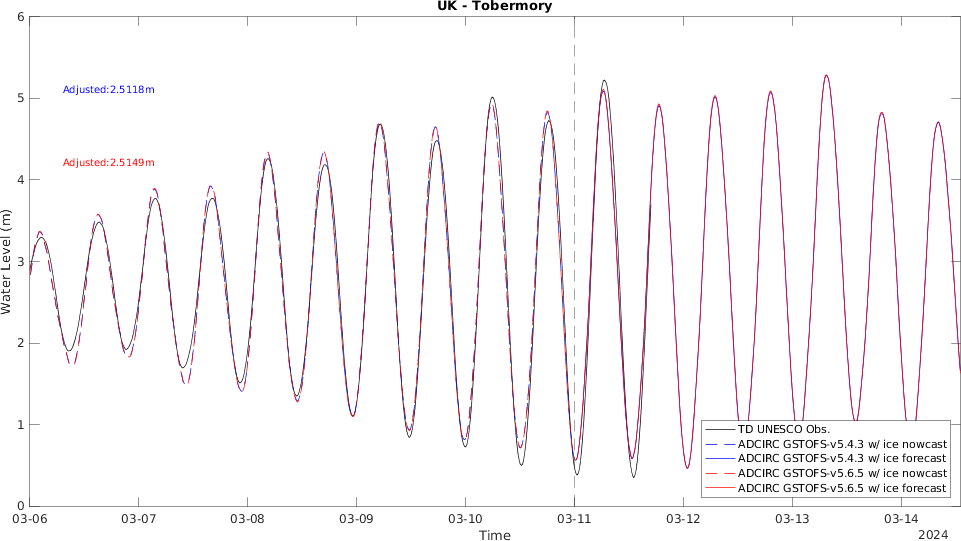 UK - Tobermory
6
5
4
3
2
1
0
Water Level (m)
Adjusted:2.5118m
Adjusted:2.5149m
TD UNESCO Obs.
ADCIRC GSTOFS-v5.4.3 w/ ice nowcast
ADCIRC GSTOFS-v5.4.3 w/ ice forecast
ADCIRC GSTOFS-v5.6.5 w/ ice nowcast
ADCIRC GSTOFS-v5.6.5 w/ ice forecast
03-06 03-07 03-08 03-09 03-10 03-11 03-12 03-13 03-14
Time
2024